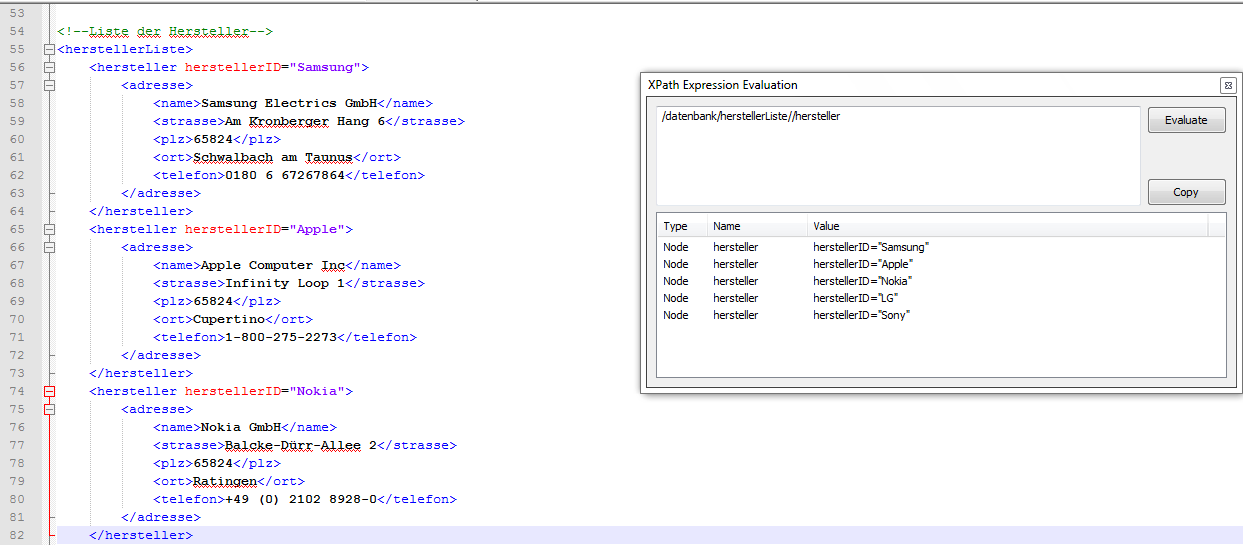 53
54 <!--Liste der Hersteller-->
55 <herstellerListe>
56 <hersteller herstellerID="Samsung">
57 <adresse>
58 <name>Samsung Electrics GmbH</name>
59 <strasse>Am Kronberger Hang 6</strasse>
60 <plz>65824</plz>
61 <ort>Schwalbach am Taunus</ort>
62 <telefon>0180 6 67267864</telefon>
63 </adresse>
64 </hersteller>
65 <hersteller herstellerID="Apple">
66 <adresse>
67 <name>Apple Computer Inc</name>
68 <strasse>Infinity Loop 1</strasse>
69 <plz>65824</plz>
70 <ort>Cupertino</ort>
71 <telefon>1-800-275-2273</telefon>
72 </adresse>
73 </hersteller>
74 <hersteller herstellerID="Nokia">
75 <adresse>
76 <name>Nokia GmbH</name>
77 <strasse>Balcke-Dürr-Allee 2</strasse>
78 <plz>65824</plz>
79 <ort>Ratingen</ort>
80 <telefon>+49 (0) 2102 8928-0</telefon>
81 </adresse>
82 </hersteller>
XPath Expression Evaluation
/datenbank/herstellerListe//hersteller
Evaluate
Copy
Type Name Value
Node hersteller herstellerID="Samsung"
Node hersteller herstellerID="Apple"
Node hersteller herstellerID="Nokia"
Node hersteller herstellerID="LG"
Node hersteller herstellerID="Sony"